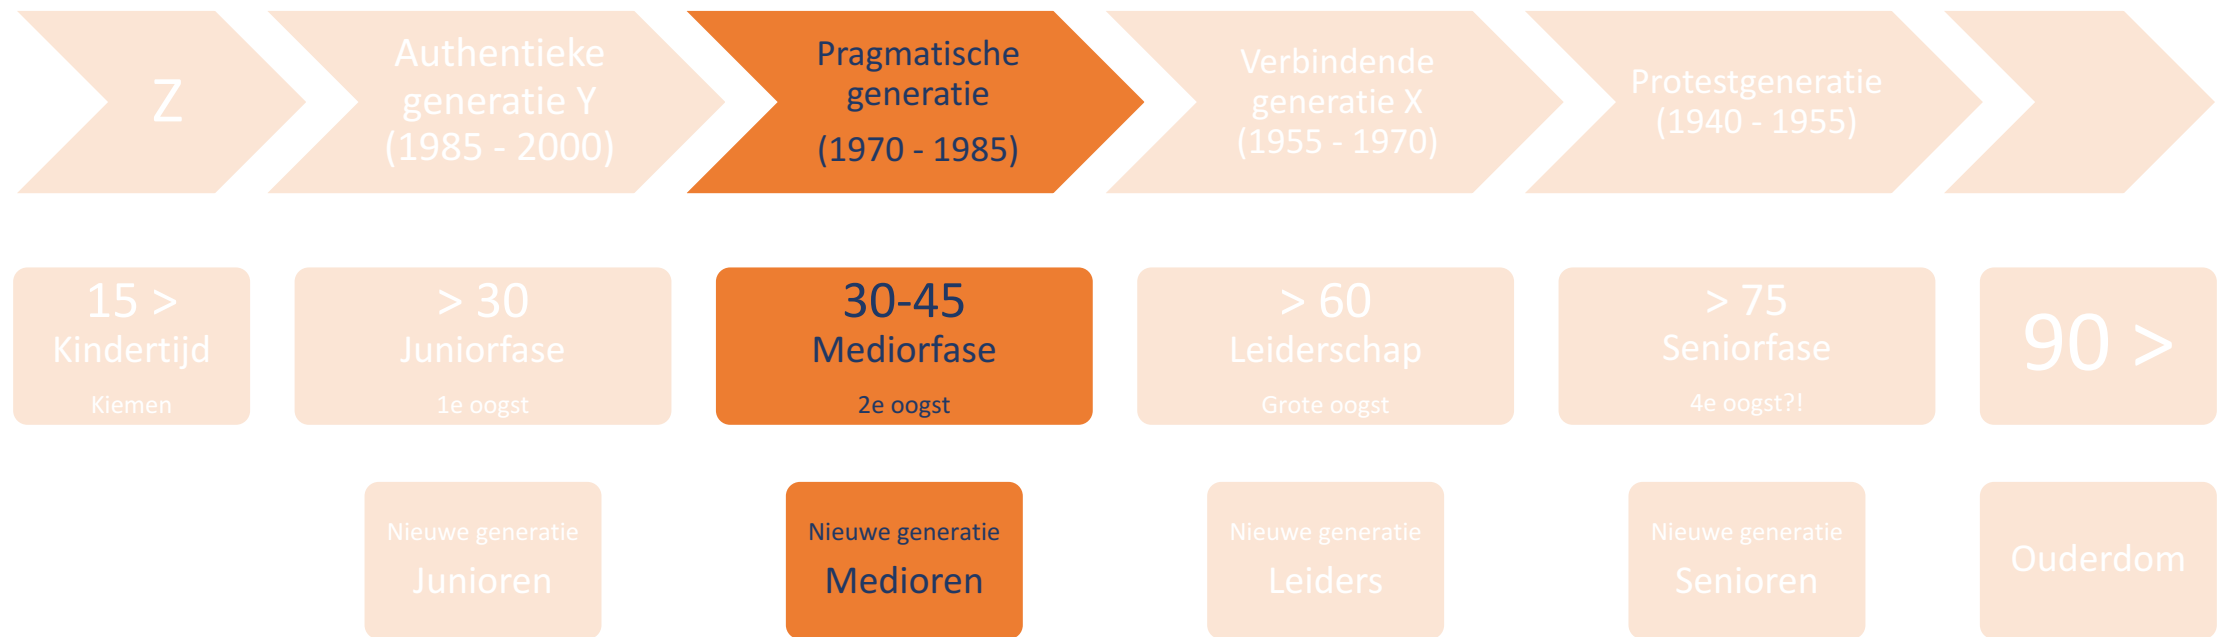 Z
Authentieke
generatie Y
(1985 - 2000)
Pragmatische
generatie
(1970 - 1985)
Verbindende
generatie X
(1955 - 1970)
Protestgeneratie
(1940 - 1955)
15 >
Kindertijd
Kiemen
> 30
Juniorfase
1e oogst
30-45
Mediorfase
2e oogst
> 60
Leiderschap
Grote oogst
> 75
Seniorfase
4e oogst?!
90 >
Nieuwe generatie
Junioren
Nieuwe generatie
Medioren
Nieuwe generatie
Leiders
Nieuwe generatie
Senioren
Ouderdom